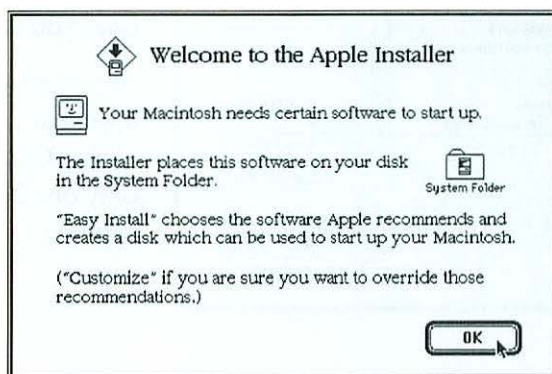 Welcome to the Apple Installer
Your Macintosh needs certain software to start up.
The Installer places this software on your disk
in the System Folder.
System Folder
"Easy Install" chooses the software Apple recommends and
creates a disk which can be used to start up your Macintosh.
("Customize" if you are sure you want to override those
recommendations.)
OK